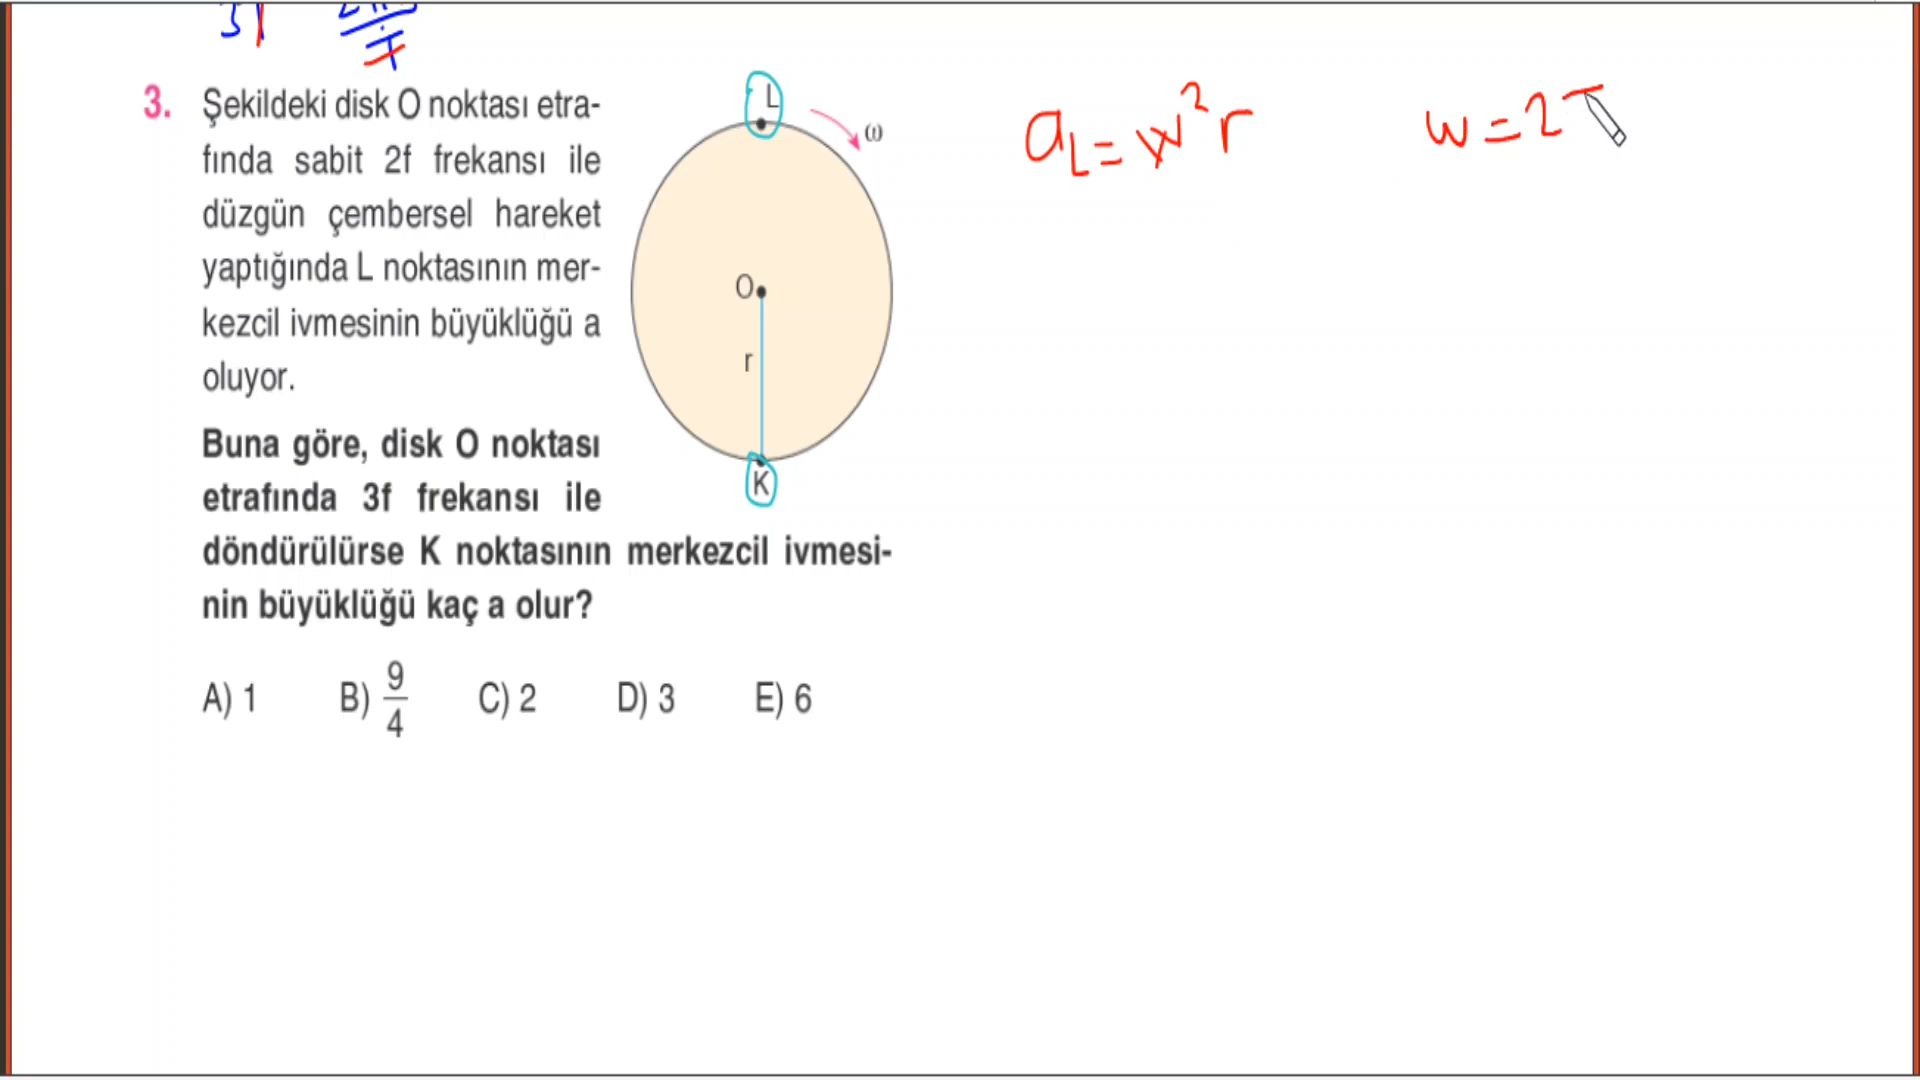 3. Şekildeki disk O noktası etra-
fında sabit 2f frekansı ile
düzgün çembersel hareket
yaptığında L noktasının mer-
kezcil ivmesinin büyüklüğü a
oluyor.
Buna göre, disk O noktası
etrafında 3f frekansı ile
döndürülürse K noktasının merkezcil ivmesi-
nin büyüklüğü kaç a olur?
A) 1 B) 9/4 C) 2 D) 3 E) 6
L
ω
O
r
K
a_L = w²r
w = 2